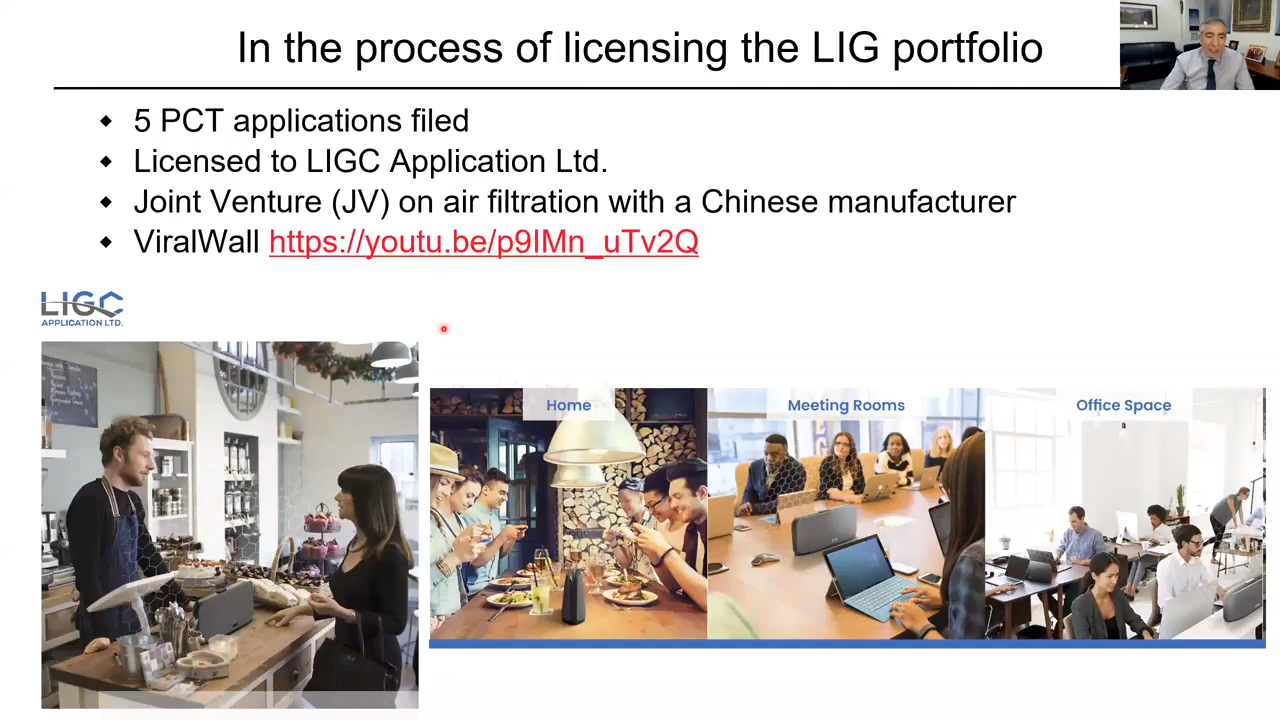 In the process of licensing the LIG portfolio
5 PCT applications filed
Licensed to LIGC Application Ltd.
Joint Venture (JV) on air filtration with a Chinese manufacturer
ViralWall https://youtu.be/p9IMn_uTv2Q
LIGC
APPLICATION LTD.
Home
Meeting Rooms
Office Space